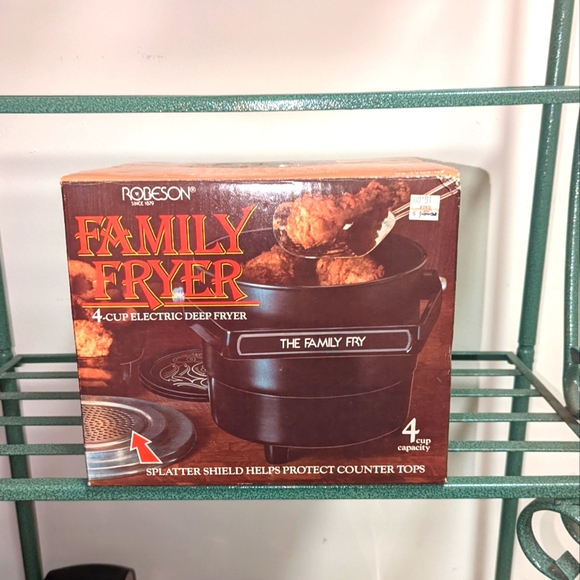 ROBESON®
SINCE 1879
FAMILY
FRYER
4-CUP ELECTRIC DEEP FRYER
THE FAMILY FRY
4
cup
capacity
SPLATTER SHIELD HELPS PROTECT COUNTER TOPS